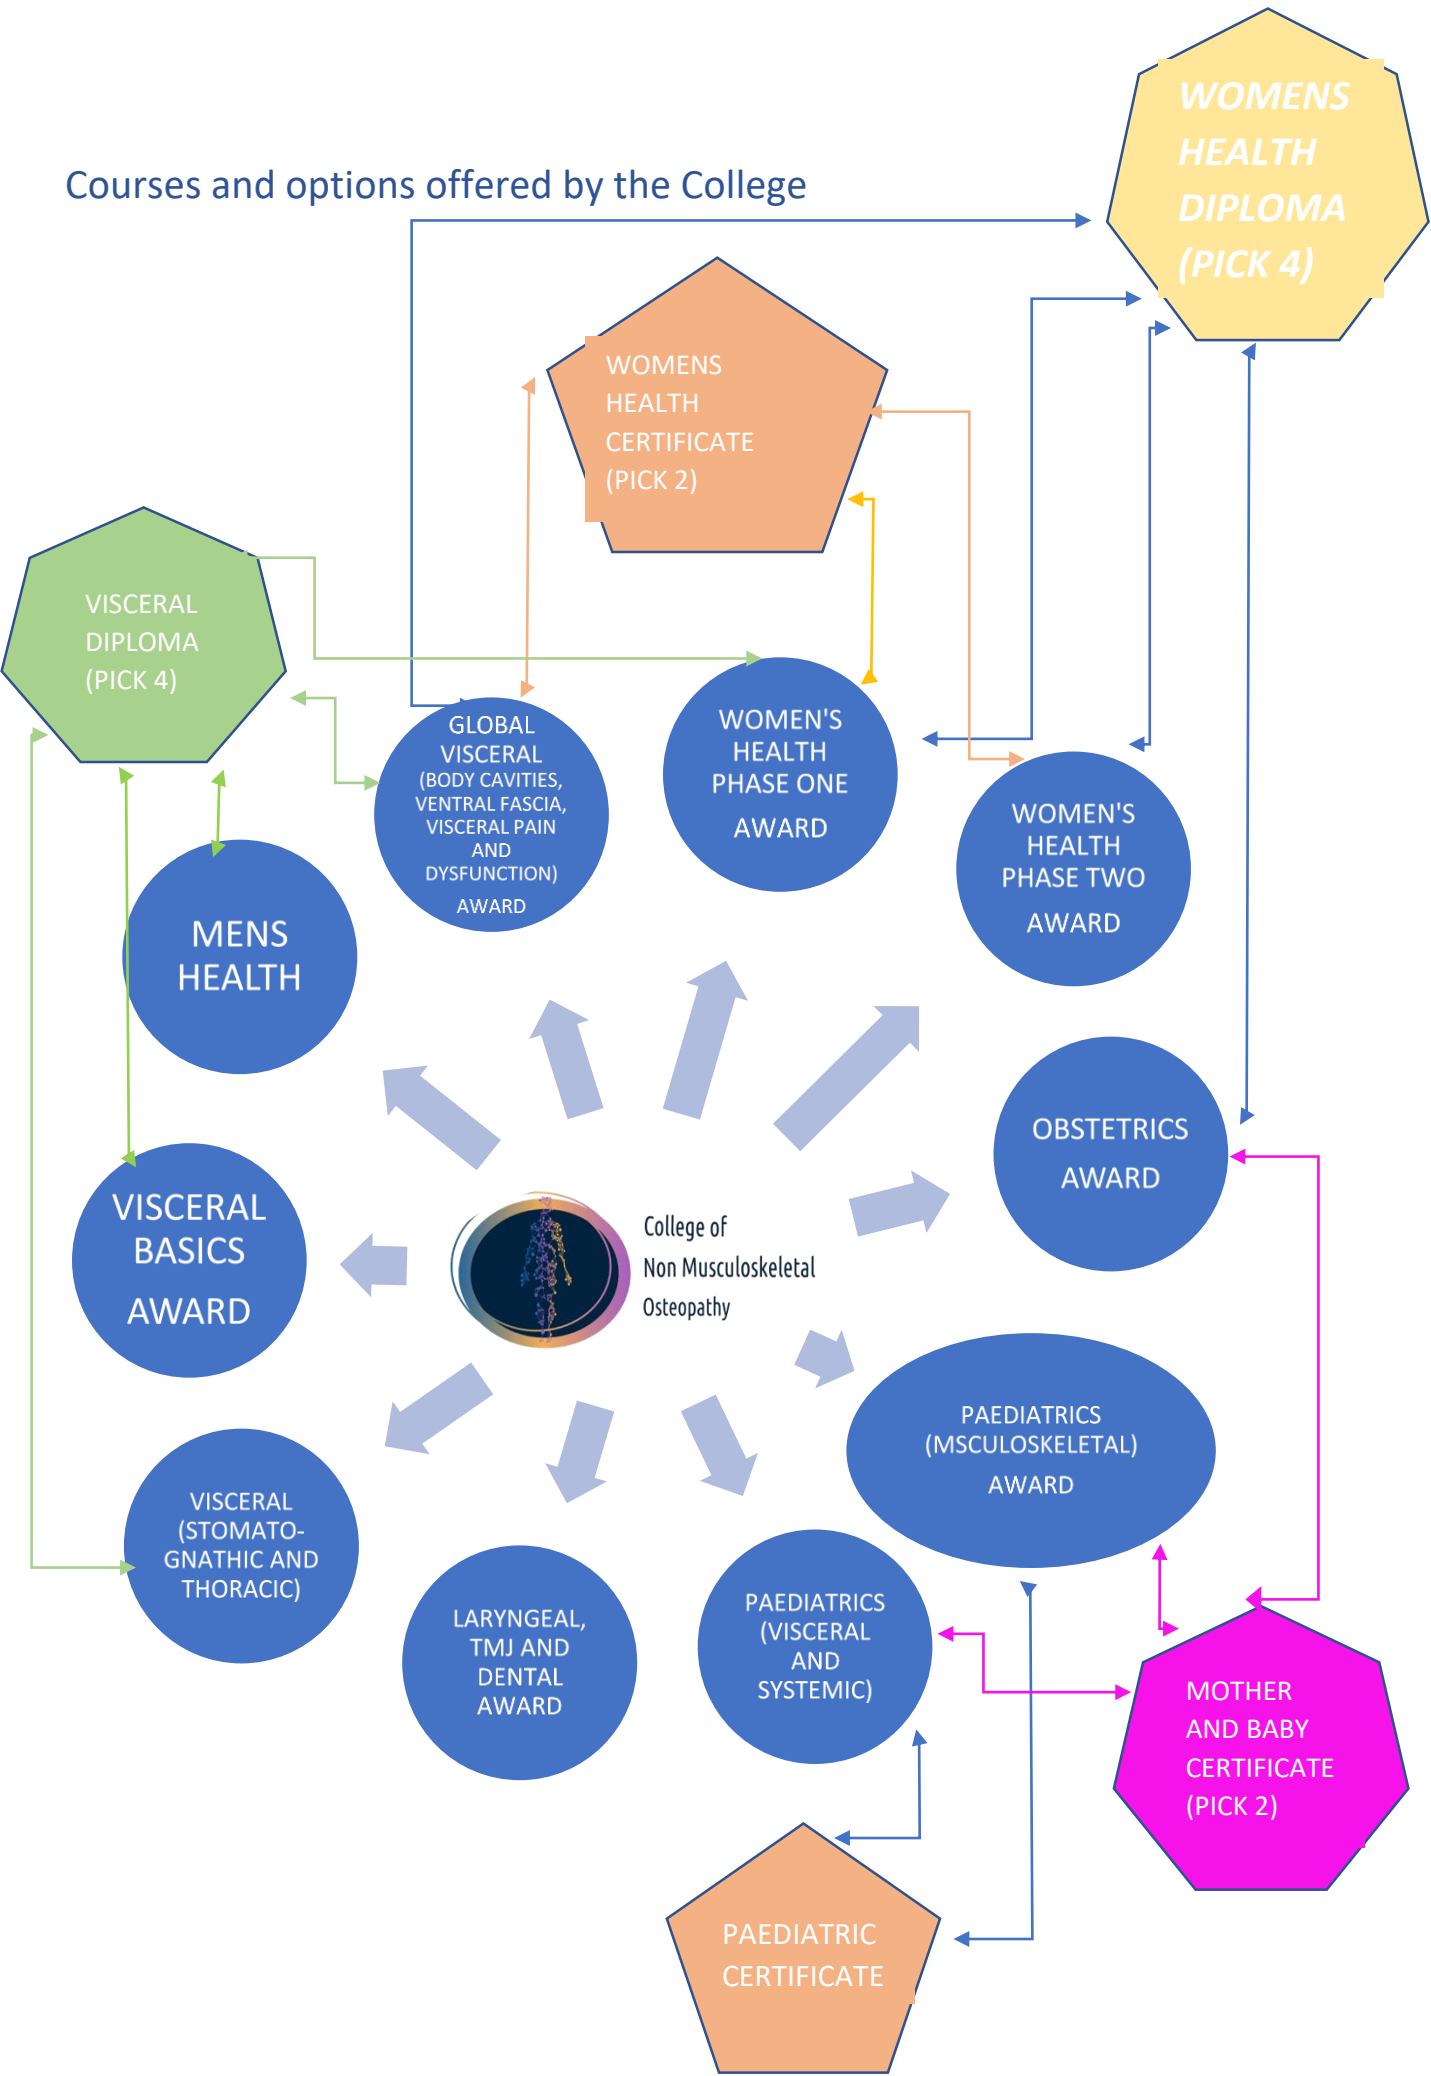 WOMENS
HEALTH
DIPLOMA
(PICK 4)
Courses and options offered by the College
WOMENS
HEALTH
CERTIFICATE
(PICK 2)
VISCERAL
DIPLOMA
(PICK 4)
GLOBAL
VISCERAL
(BODY CAVITIES,
VENTRAL FASCIA,
VISCERAL PAIN
AND
DYSFUNCTION)
AWARD
WOMEN'S
HEALTH
PHASE ONE
AWARD
WOMEN'S
HEALTH
PHASE TWO
AWARD
MENS
HEALTH
OBSTETRICS
AWARD
VISCERAL
BASICS
AWARD
College of
Non Musculoskeletal
Osteopathy
PAEDIATRICS
(MSCULOSKELETAL)
AWARD
VISCERAL
(STOMATO-
GNATHIC AND
THORACIC)
LARYNGEAL,
TMJ AND
DENTAL
AWARD
PAEDIATRICS
(VISCERAL
AND
SYSTEMIC)
MOTHER
AND BABY
CERTIFICATE
(PICK 2)
PAEDIATRIC
CERTIFICATE